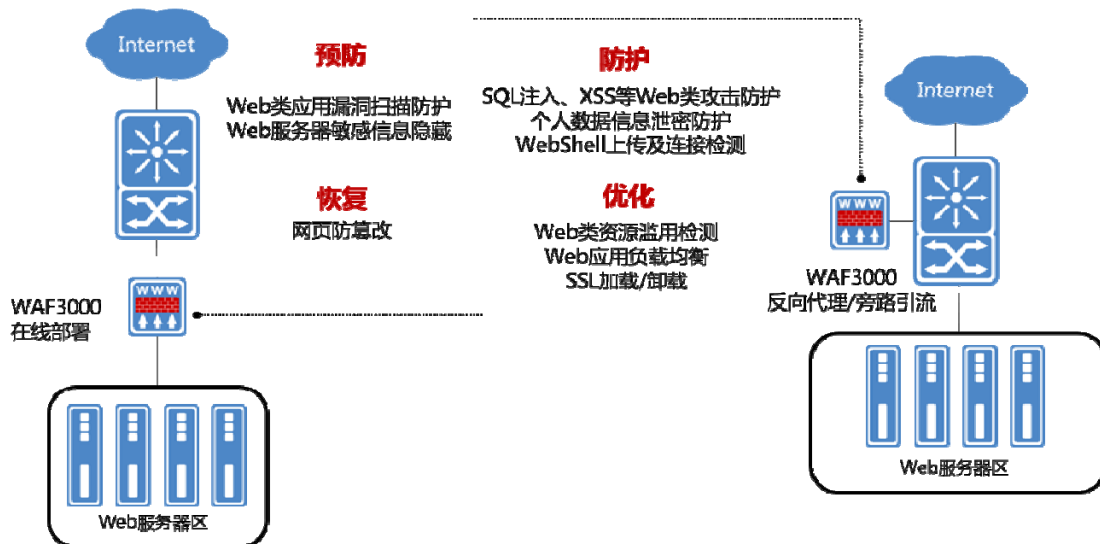 Internet
预防
Web类应用漏洞扫描防护
Web服务器敏感信息隐藏
恢复
网页防篡改
WWW
WAF3000
在线部署
Web服务器区
防护
SQL注入、XSS等Web类攻击防护
个人数据信息泄密防护
WebShell上传及连接检测
优化
Web类资源滥用检测
Web应用负载均衡
SSL加载/卸载
Internet
WWW
WAF3000
反向代理/旁路引流
Web服务器区